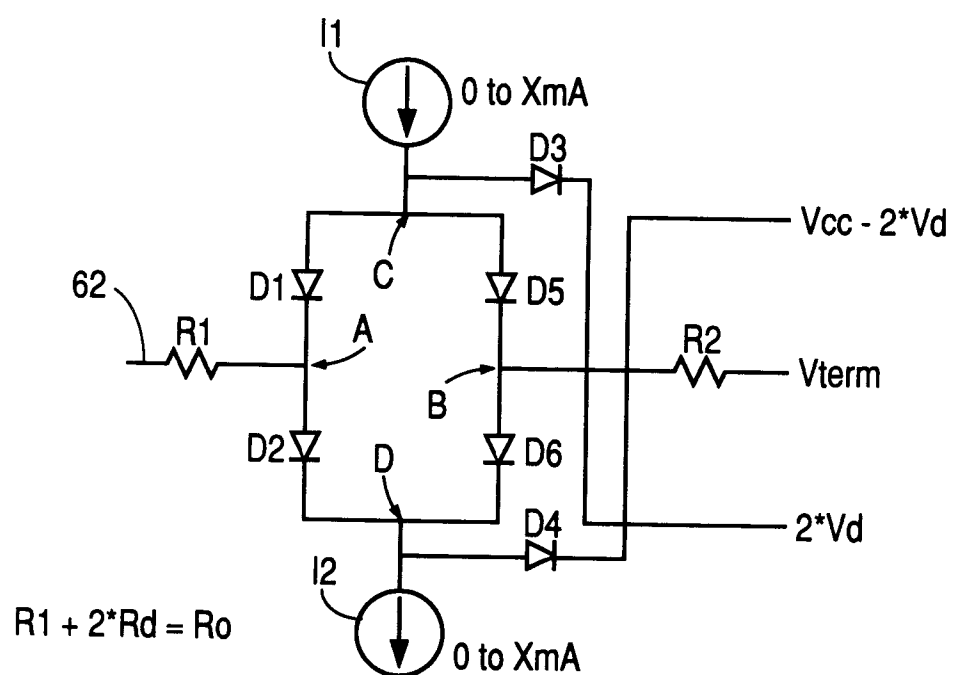 I1
0 to XmA
D3
Vcc - 2*Vd
C
D1
D5
62
R1
A
R2
Vterm
B
D2
D
D6
D4
2*Vd
I2
R1 + 2*Rd = Ro
0 to XmA